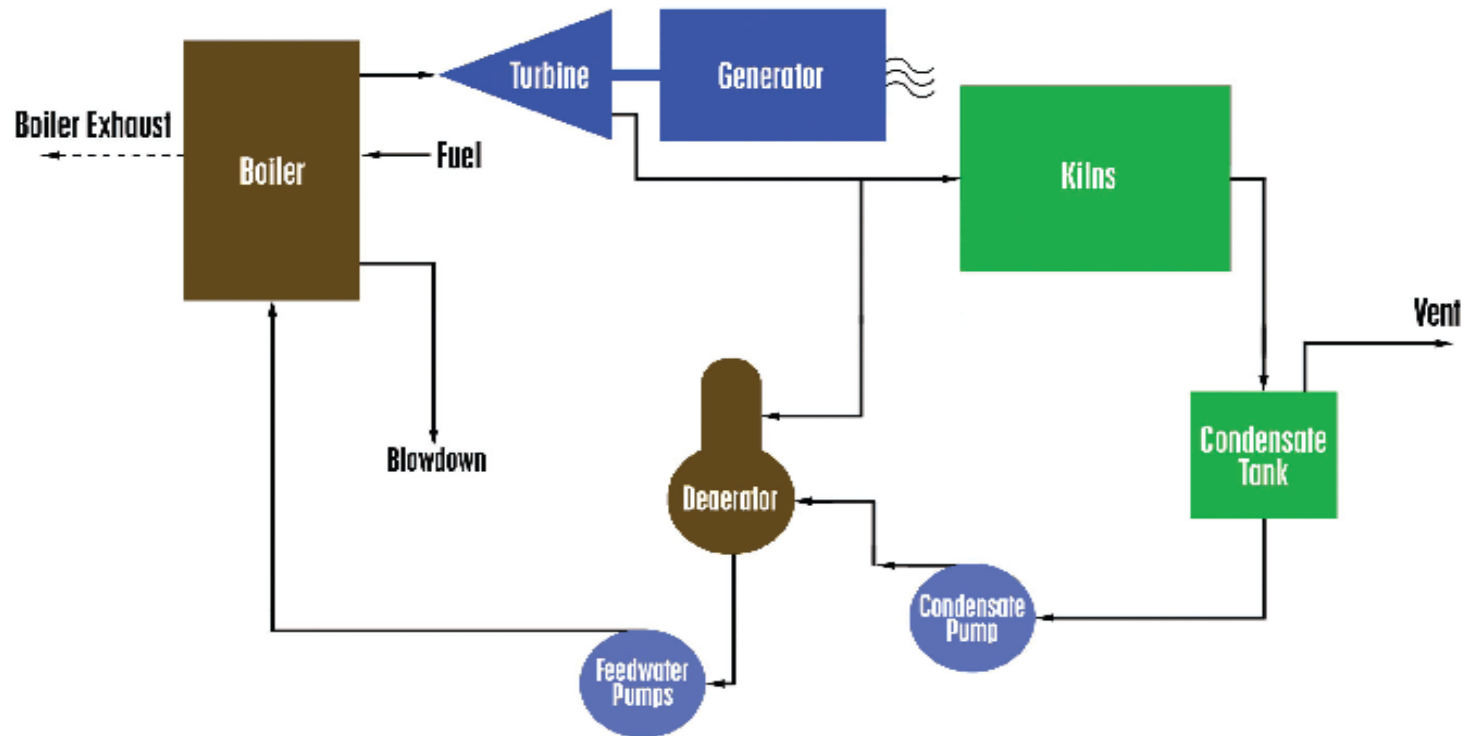 Turbine
Generator
Boiler Exhaust
Boiler
Fuel
Kilns
Vent
Blowdown
Deaerator
Condensate
Tank
Condensate
Pump
Feedwater
Pumps